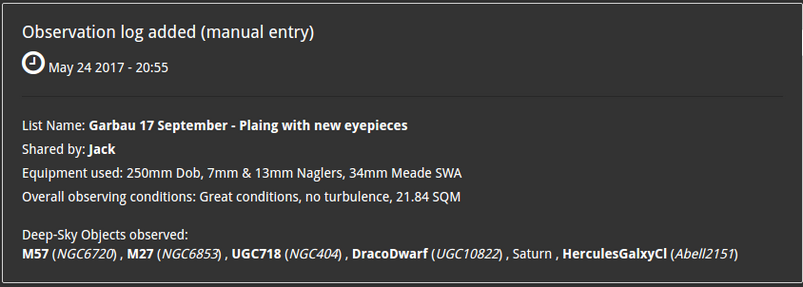 Observation log added (manual entry)
May 24 2017 - 20:55
List Name: Garbau 17 September - Plaing with new eyepieces
Shared by: Jack
Equipment used: 250mm Dob, 7mm & 13mm Naglers, 34mm Meade SWA
Overall observing conditions: Great conditions, no turbulence, 21.84 SQM
Deep-Sky Objects observed:
M57 (NGC6720) , M27 (NGC6853) , UGC718 (NGC404) , DracoDwarf (UGC10822) , Saturn , HerculesGalxyCl (Abell2151)